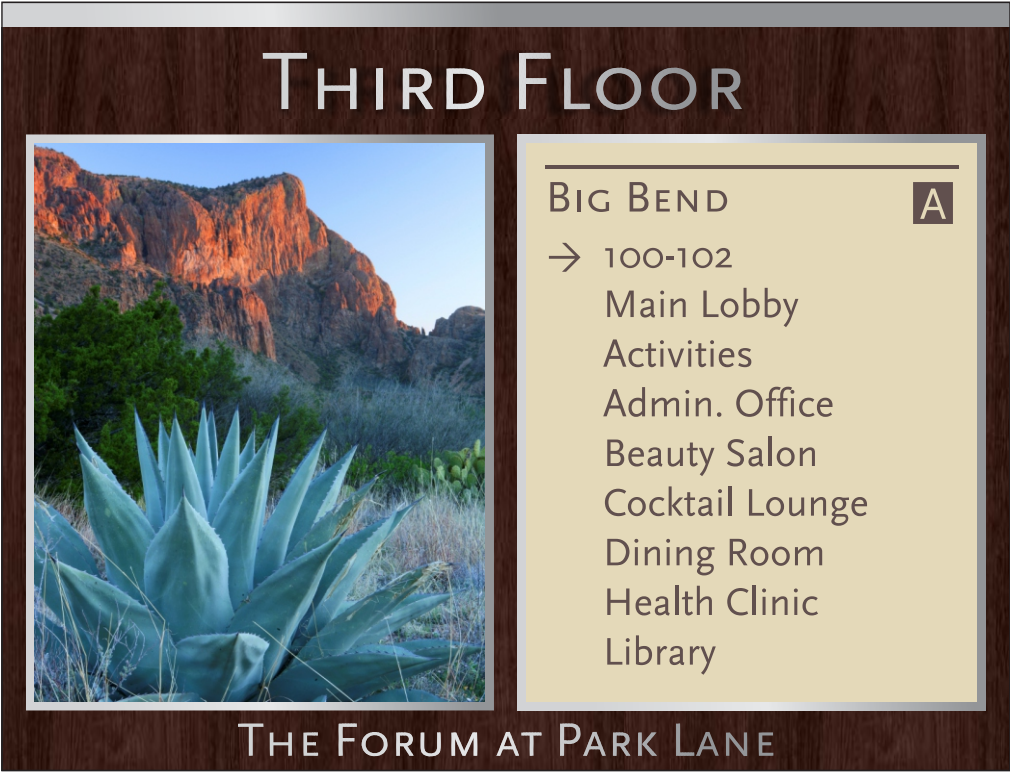 THIRD FLOOR
BIG BEND
A
→ 100-102
Main Lobby
Activities
Admin. Office
Beauty Salon
Cocktail Lounge
Dining Room
Health Clinic
Library
THE FORUM AT PARK LANE